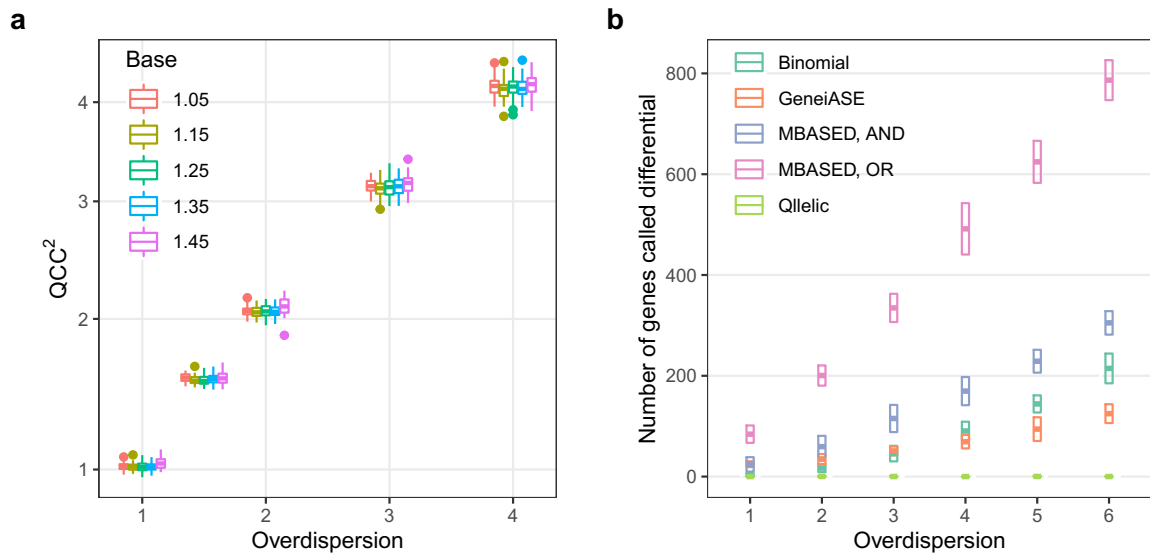 a
Base
1.05
1.15
1.25
1.35
1.45
QCC²
4
3
2
1
1 2 3 4
Overdispersion
b
Binomial
GeneiASE
MBASED, AND
MBASED, OR
Qllelic
Number of genes called differential
800
600
400
200
0
1 2 3 4 5 6
Overdispersion